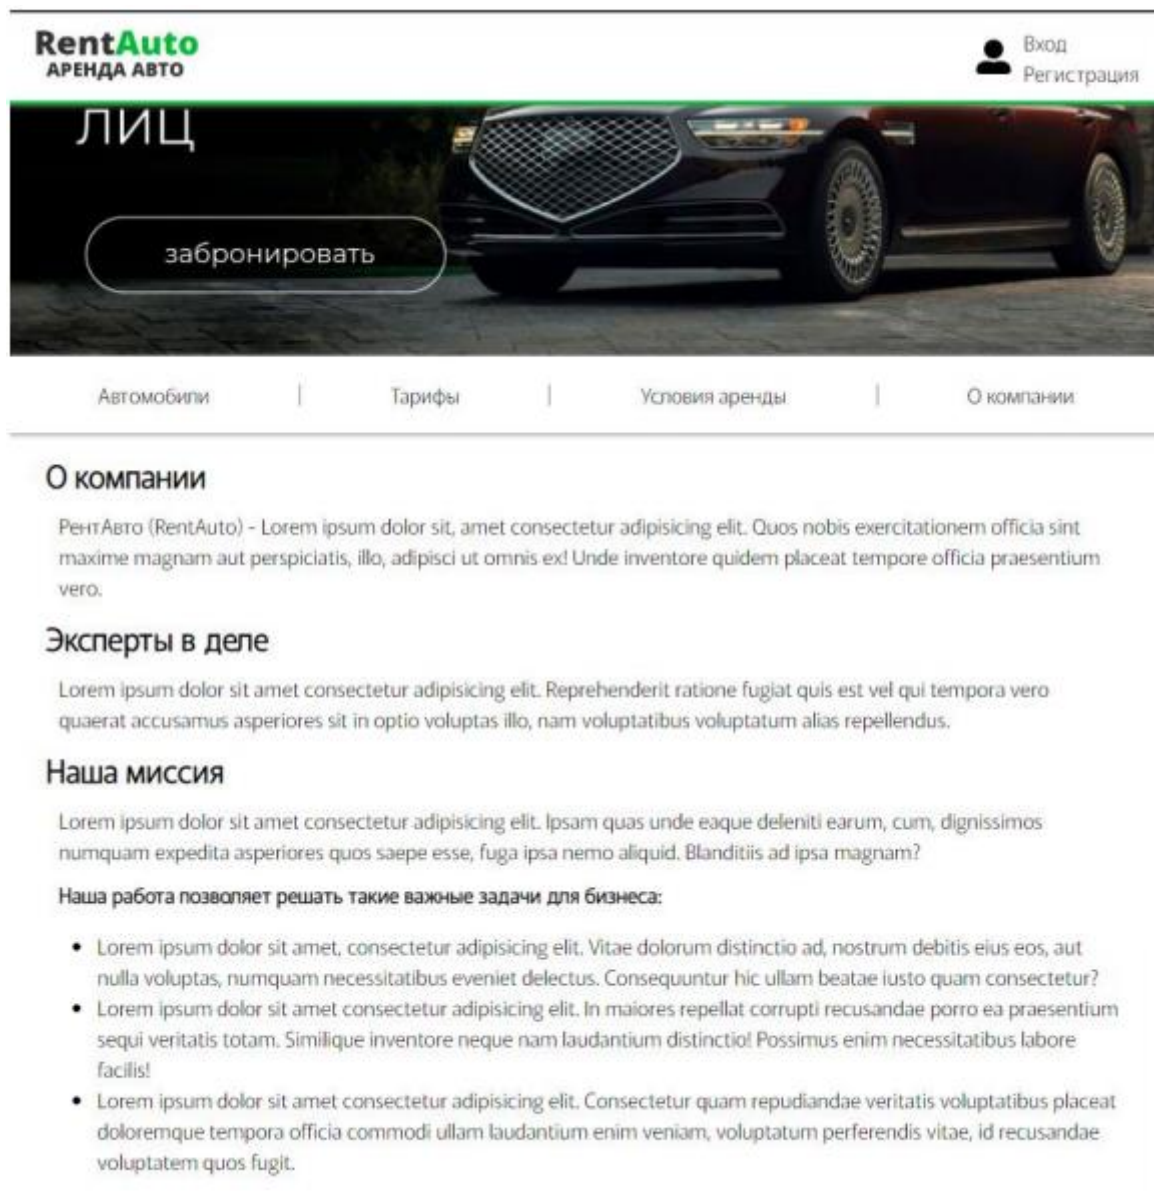 RentAuto
АРЕНДА АВТО
Вход
Регистрация
ЛИЦ
забронировать
Автомобили | Тарифы | Условия аренды | О компании
О компании
РентАвто (RentAuto) - Lorem ipsum dolor sit, amet consectetur adipisicing elit. Quos nobis exercitationem officia sint
maxime magnam aut perspiciatis, illo, adipisci ut omnis ex! Unde inventore quidem placeat tempore officia praesentium
vero.
Эксперты в деле
Lorem ipsum dolor sit amet consectetur adipisicing elit. Reprehenderit ratione fugiat quis est vel qui tempora vero
quaerat accusamus asperiores sit in optio voluptas illo, nam voluptatibus voluptatum alias repellendus.
Наша миссия
Lorem ipsum dolor sit amet consectetur adipisicing elit. Ipsam quas unde eaque deleniti earum, cum, dignissimos
numquam expedita asperiores quos saepe esse, fuga ipsa nemo aliquid. Blanditiis ad ipsa magnam?
Наша работа позволяет решать такие важные задачи для бизнеса:
• Lorem ipsum dolor sit amet, consectetur adipisicing elit. Vitae dolorum distinctio ad, nostrum debitis eius eos, aut
nulla voluptas, numquam necessitatibus eveniet delectus. Consequuntur hic ullam beatae iusto quam consectetur?
• Lorem ipsum dolor sit amet consectetur adipisicing elit. In maiores repellat corrupti recusandae porro ea praesentium
sequi veritatis totam. Similique inventore neque nam laudantium distinctio! Possimus enim necessitatibus labore
facilis!
• Lorem ipsum dolor sit amet consectetur adipisicing elit. Consectetur quam repudiandae veritatis voluptatibus placeat
doloremque tempora officia commodi ullam laudantium enim veniam, voluptatum perferendis vitae, id recusandae
voluptatem quos fugit.